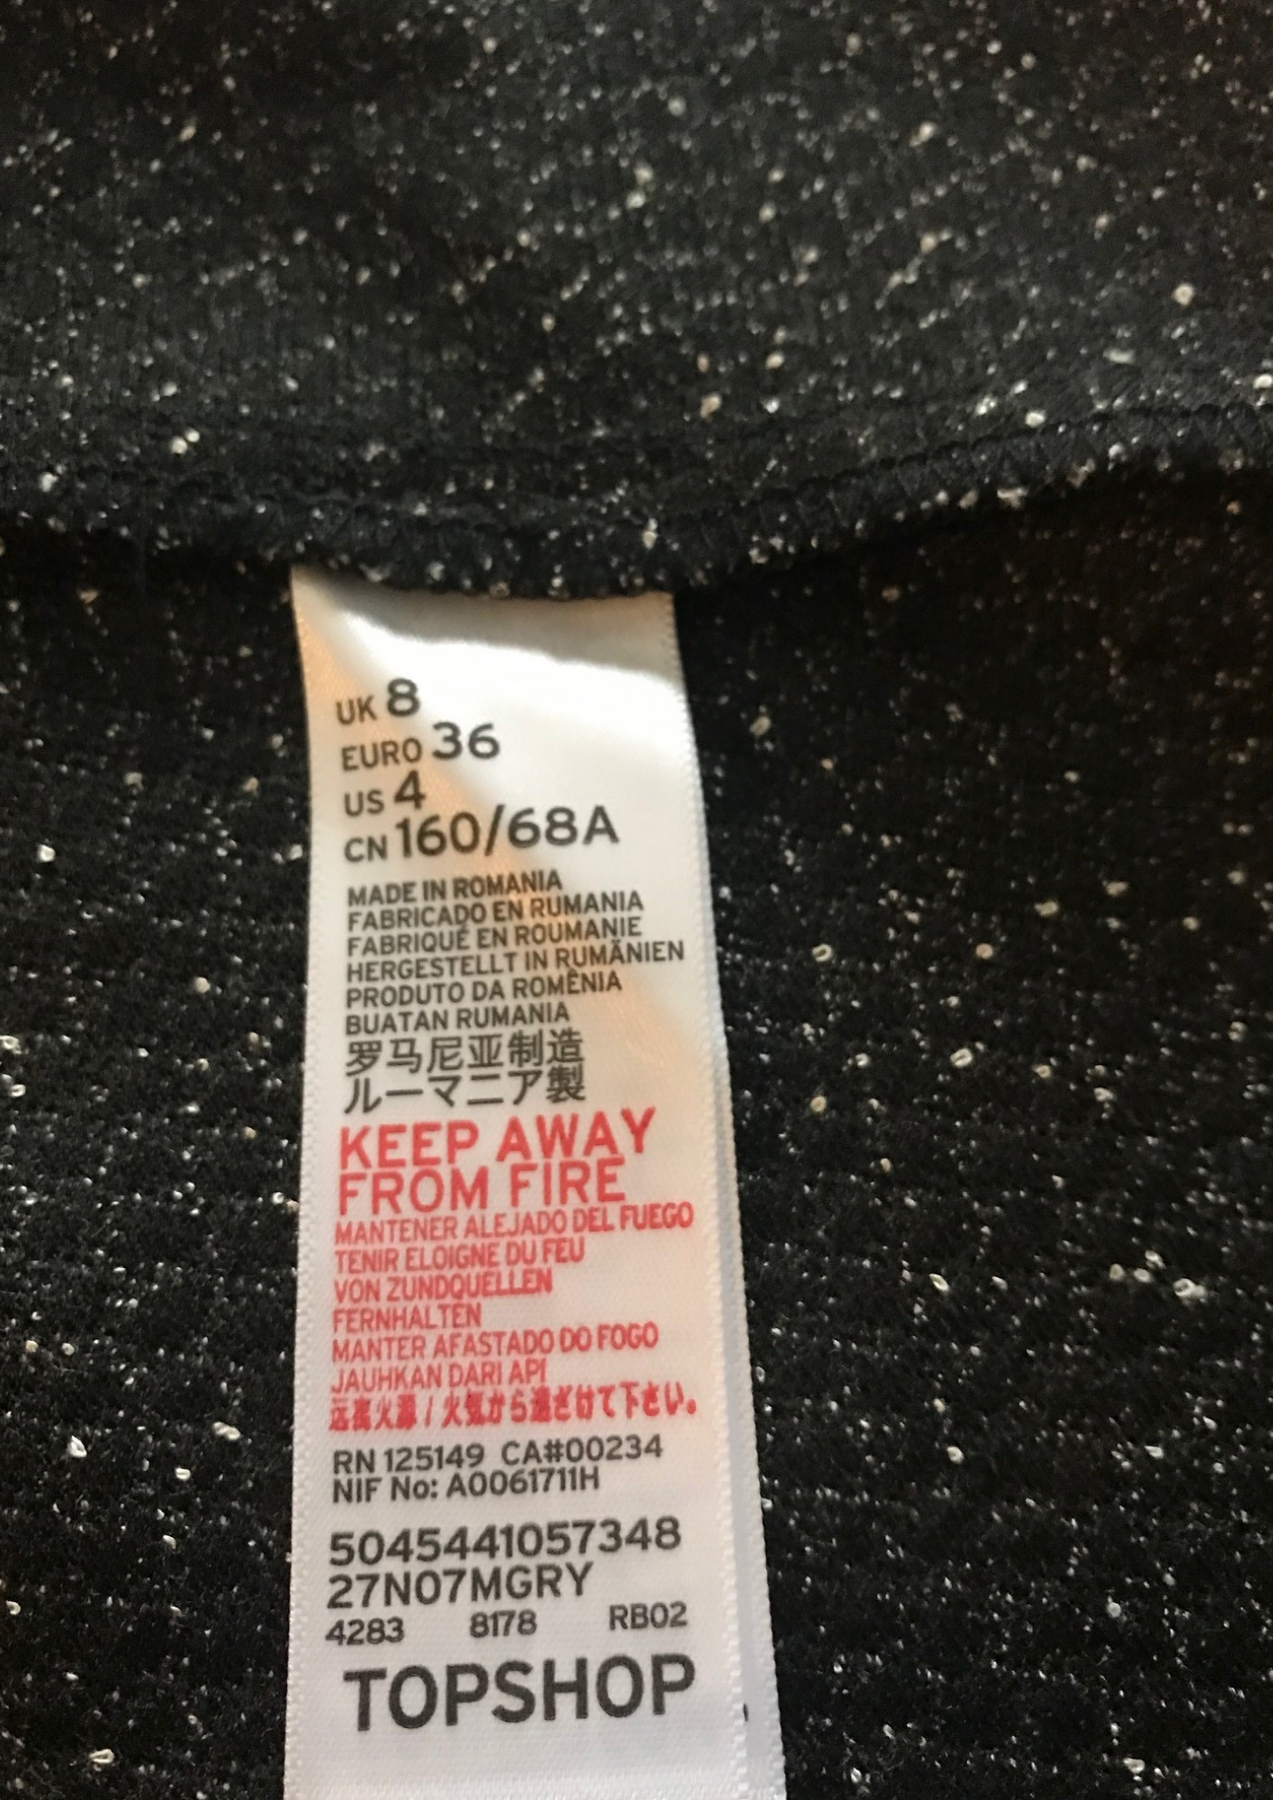 UK 8
EURO 36
US 4
CN 160/68A
MADE IN ROMANIA
FABRICADO EN RUMANIA
FABRIQUÉ EN ROUMANIE
HERGESTELLT IN RUMÄNIEN
PRODUTO DA ROMÊNIA
BUATAN RUMANIA
罗马尼亚制造
ルーマニア製
KEEP AWAY
FROM FIRE
MANTENER ALEJADO DEL FUEGO
TENIR ELOIGNE DU FEU
VON ZUNDQUELLEN
FERNHALTEN
MANTER AFASTADO DO FOGO
JAUHKAN DARI API
远离火源 / 火気から遠ざけて下さい。
RN 125149 CA#00234
NIF No: A0061711H
5045441057348
27N07MGRY
4283 8178 RB02
TOPSHOP